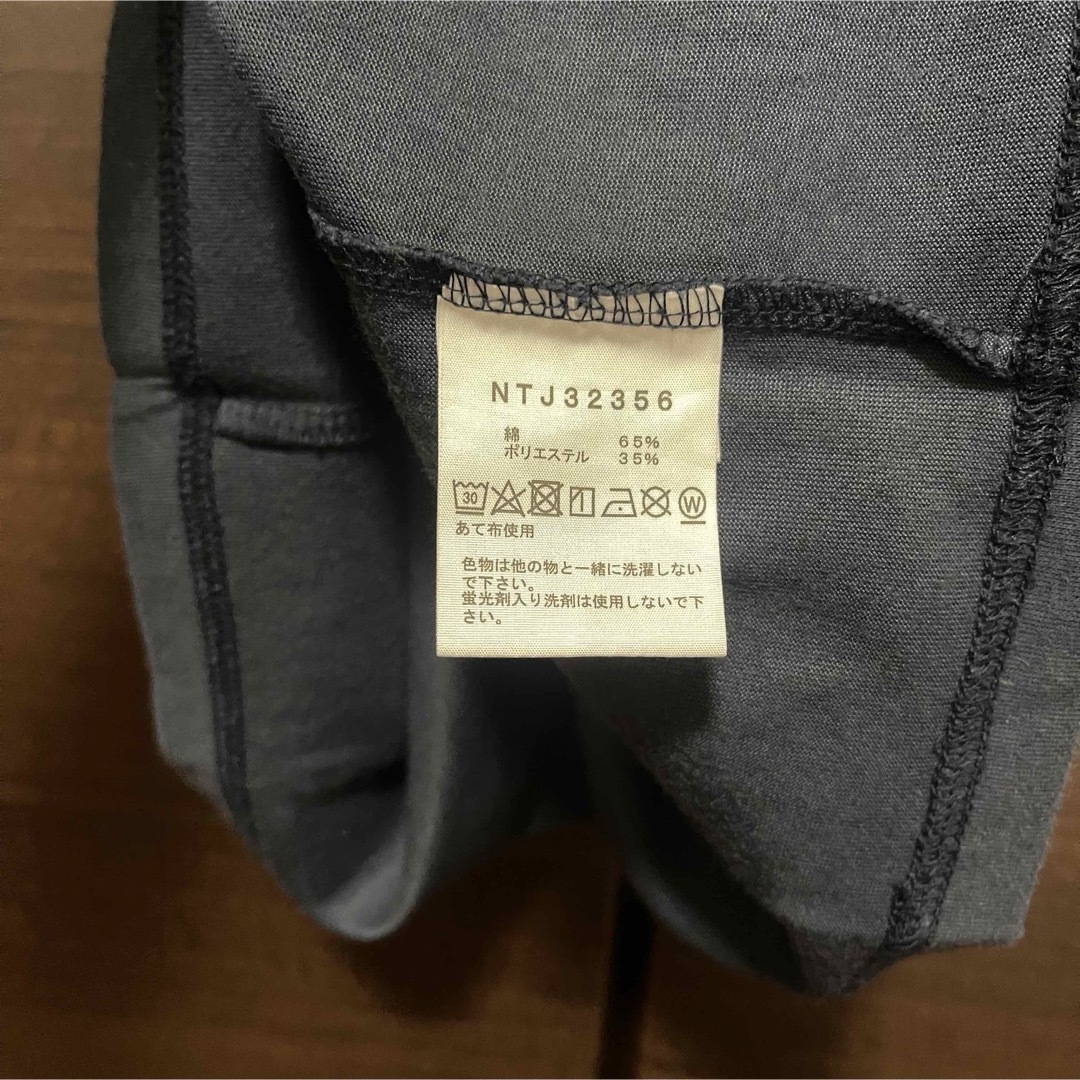 NTJ32356
綿 65%
ポリエステル 35%
30 W
あて布使用
色物は他の物と一緒に洗濯しない
で下さい。
蛍光剤入り洗剤は使用しないで下
さい。